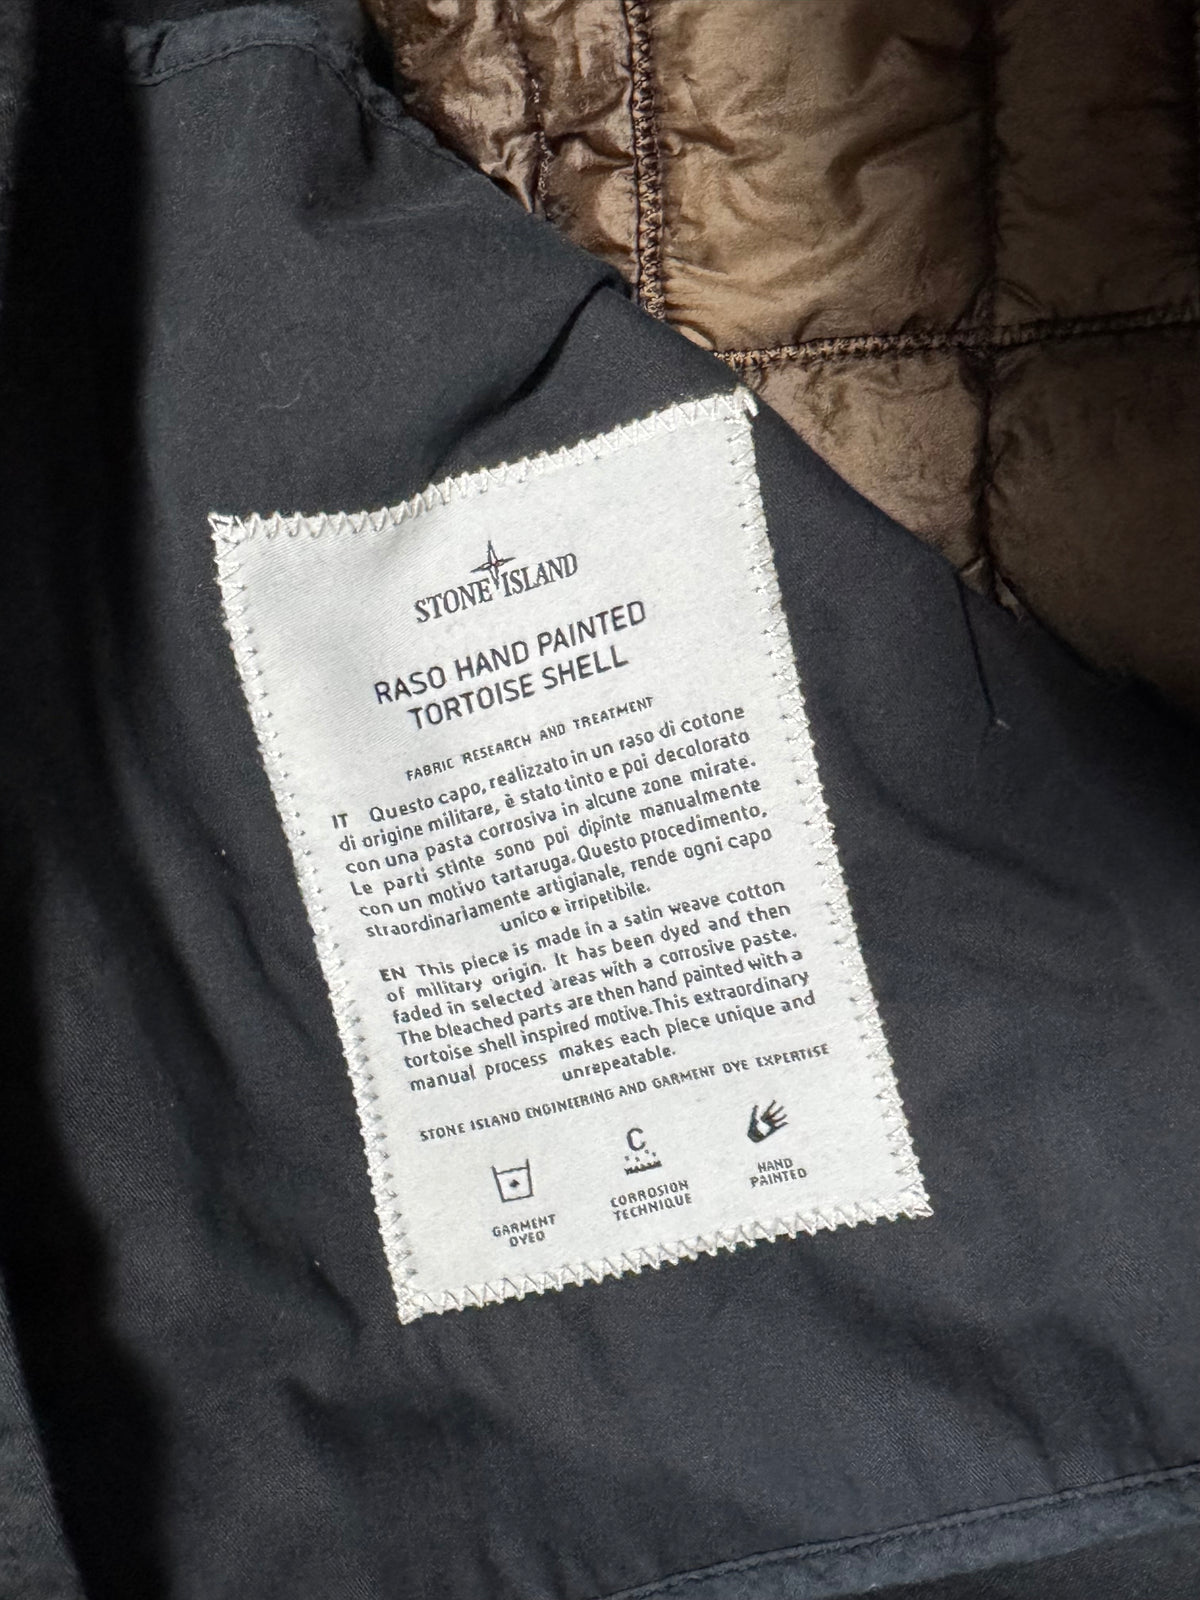 STONE ISLAND
RASO HAND PAINTED
TORTOISE SHELL
FABRIC RESEARCH AND TREATMENT
IT Questo capo, realizzato in un raso di cotone
di origine militare, è stato tinto e poi decolorato
con una pasta corrosiva in alcune zone mirate.
Le parti stinte sono poi dipinte manualmente
con un motivo tartaruga. Questo procedimento,
straordinariamente artigianale, rende ogni capo
unico e irripetibile.
EN This piece is made in a satin weave cotton
of military origin. It has been dyed and then
faded in selected areas with a corrosive paste.
The bleached parts are then hand painted with a
tortoise shell inspired motive. This extraordinary
manual process makes each piece unique and
unrepeatable.
STONE ISLAND ENGINEERING AND GARMENT DYE EXPERTISE
C
GARMENT
DYED
CORROSION
TECHNIQUE
HAND
PAINTED